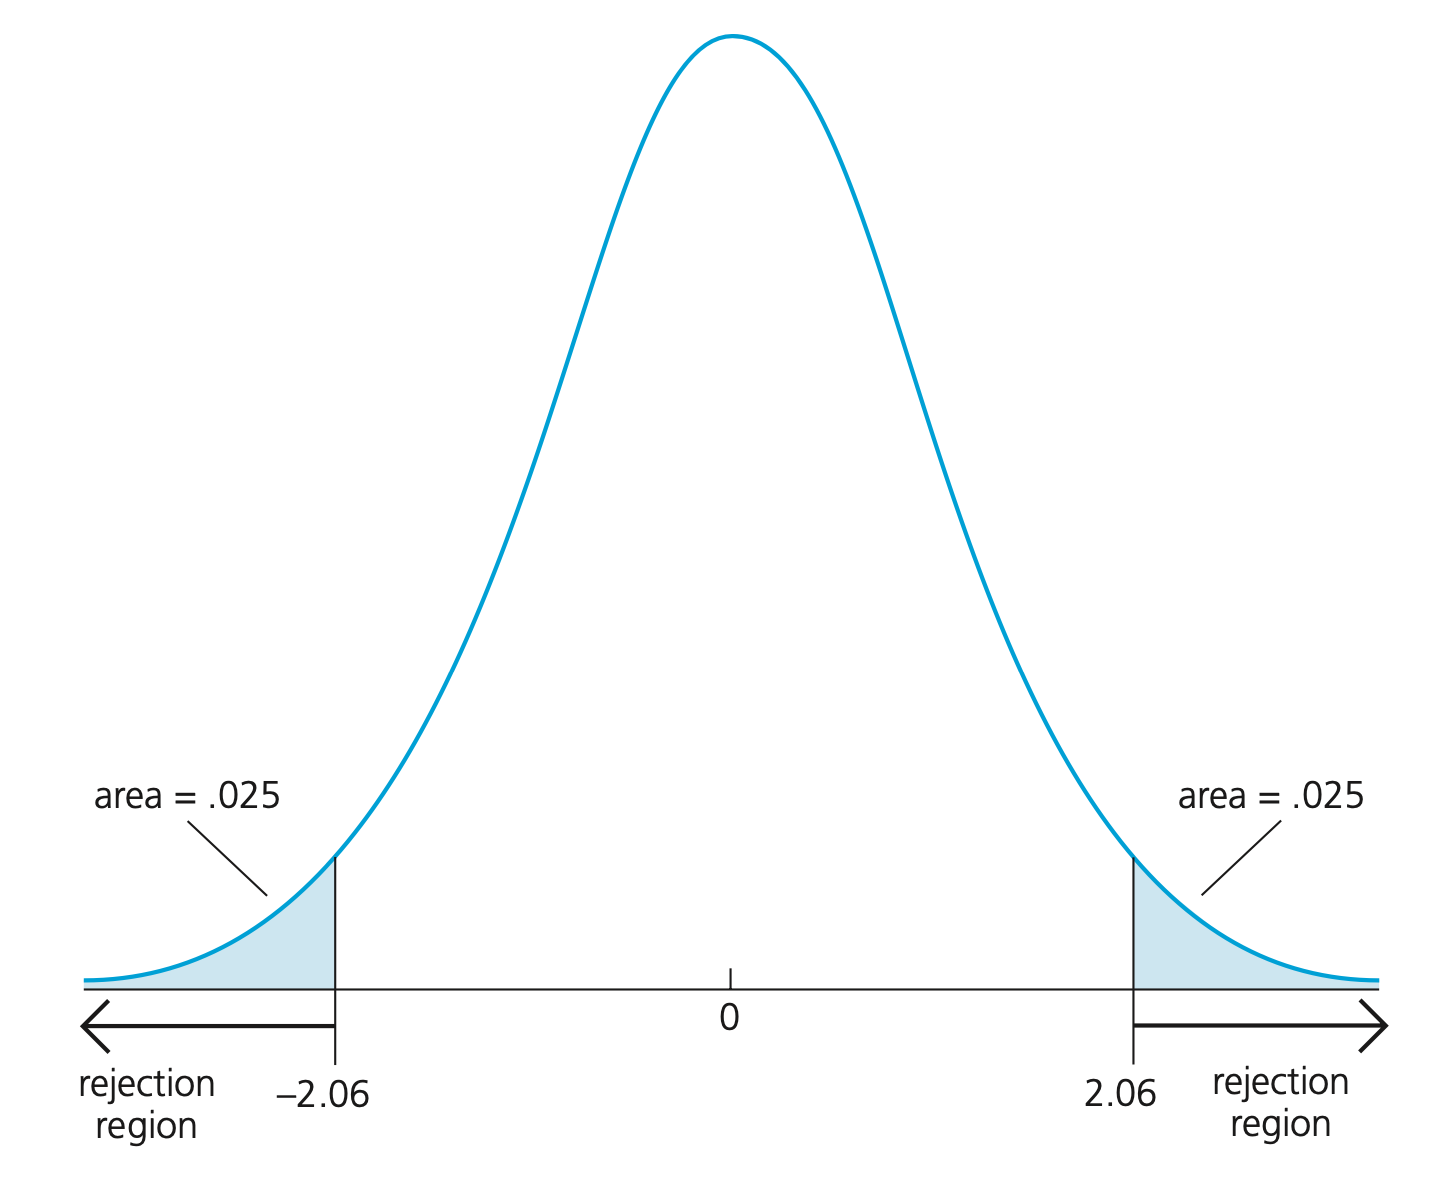 area = .025
area = .025
0
rejection
region
–2.06
2.06
rejection
region